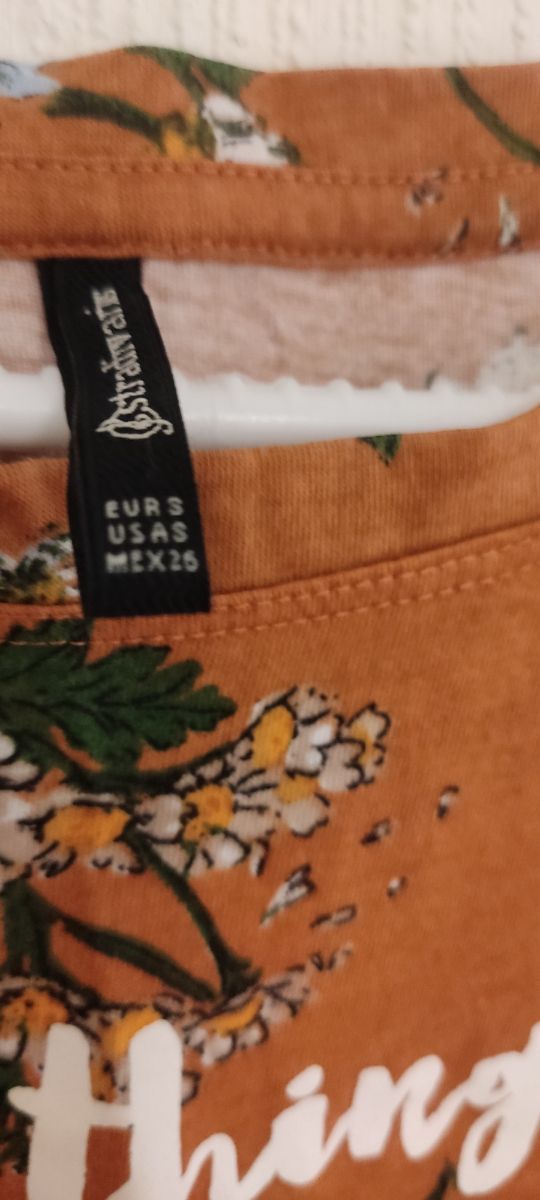 stradivarius
EUR S
USA S
MEX 26
thing